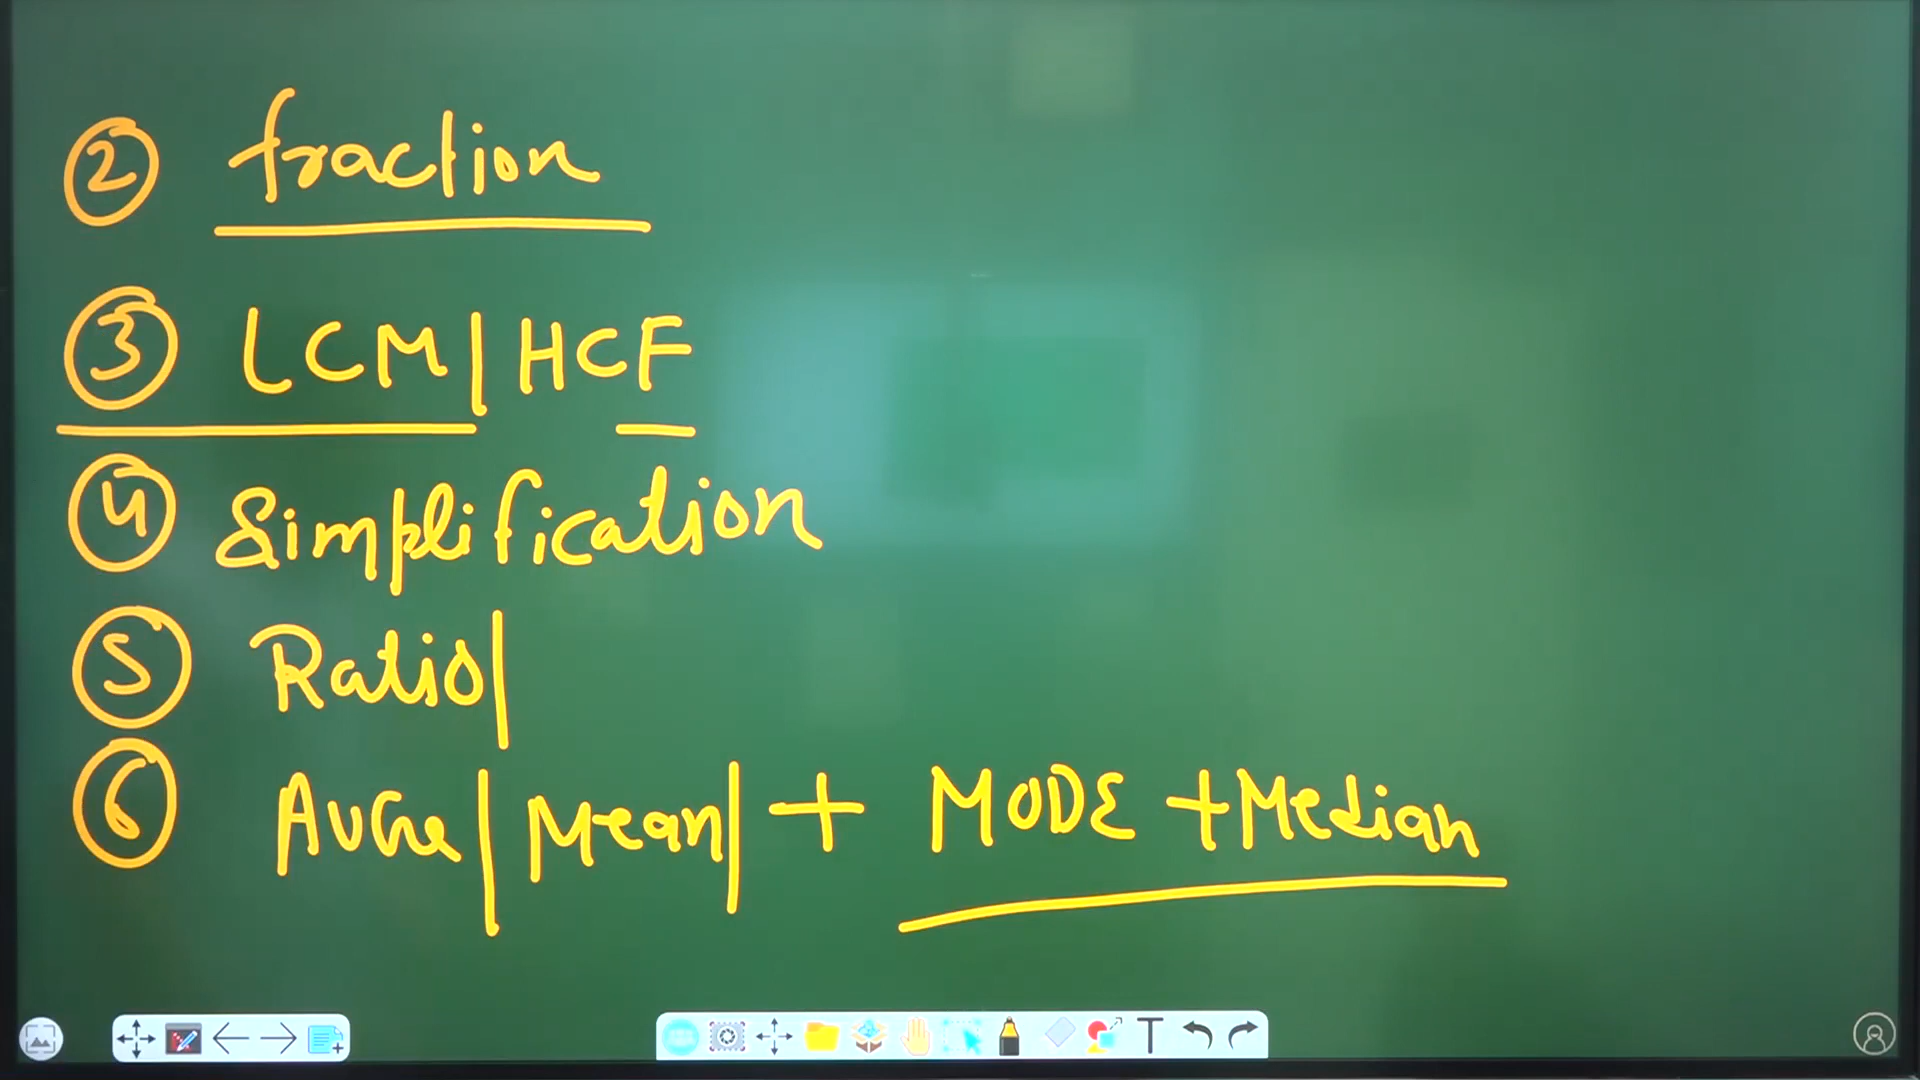 ② fraction
③ LCM|HCF
④ Simplification
⑤ Ratio|
⑥ AVGe|Mean| + MODE + Median
T